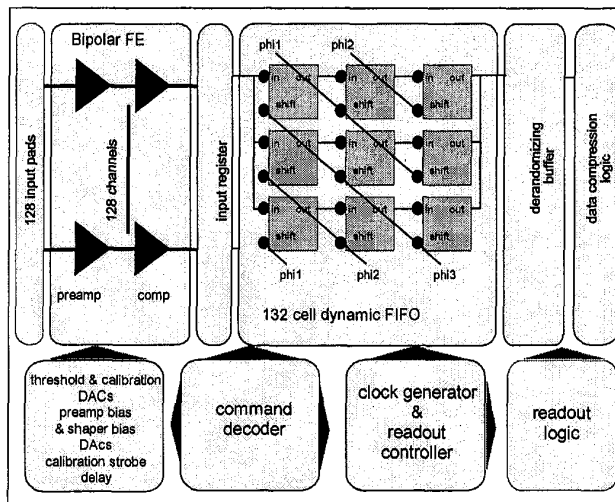 Bipolar FE
phi1
phi2
128 input pads
128 channels
preamp
comp
input register
in out
shift
in out
shift
in out
shift
in out
shift
in out
shift
in out
shift
in out
shift
in out
shift
in out
shift
phi1
phi2
phi3
132 cell dynamic FIFO
derandomizing
buffer
data compression
logic
threshold & calibration
DACs
preamp bias
& shaper bias
DACs
calibration strobe
delay
command
decoder
clock generator
&
readout
controller
readout
logic